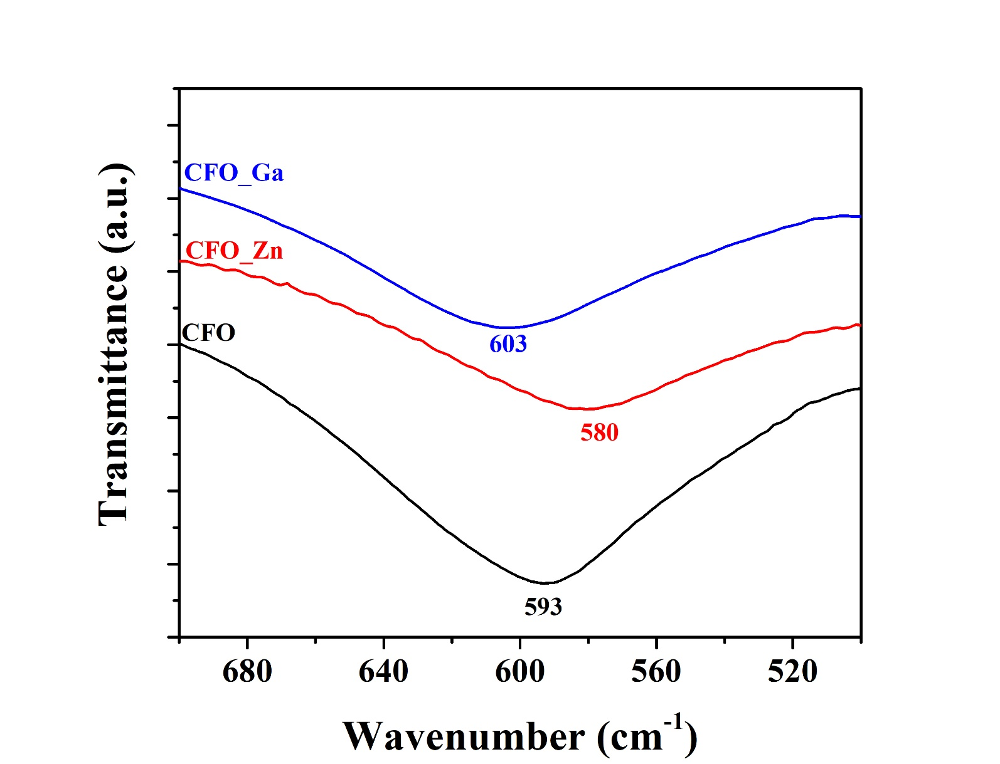 CFO_Ga
CFO_Zn
CFO
603
580
593
Transmittance (a.u.)
680 640 600 560 520
Wavenumber (cm⁻¹)